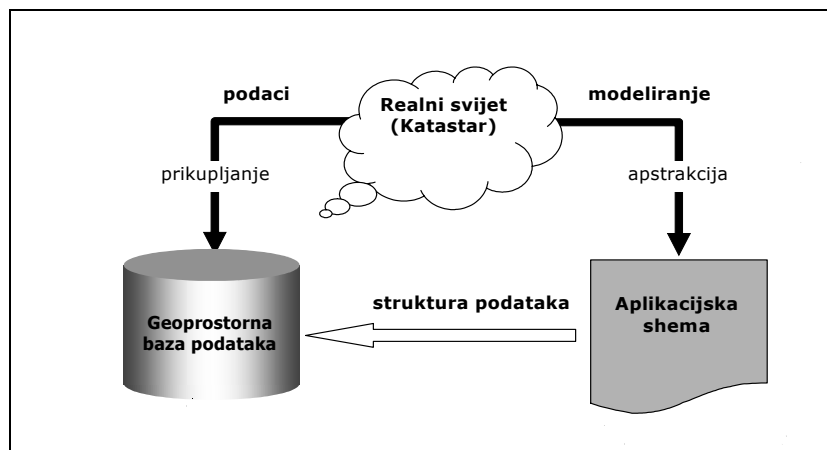 podaci
Realni svijet
(Katastar)
modeliranje
prikupljanje
apstrakcija
struktura podataka
Geoprostorna
baza podataka
Aplikacijska
shema